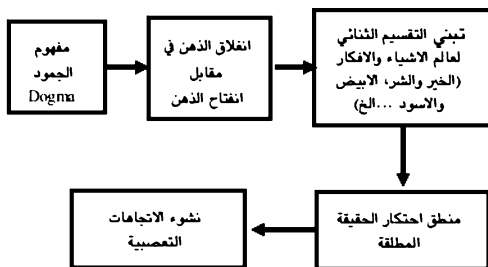 مفهوم
الجمود
Dogma
انغلاق الذهن في
مقابل
انفتاح الذهن
تبني التقسيم الثنائي
لعالم الاشياء والافكار
(الخير والشر، الابيض
والاسود ...الخ)
منطق احتكار الحقيقة
المطلقة
نشوء الاتجاهات
التعصبية